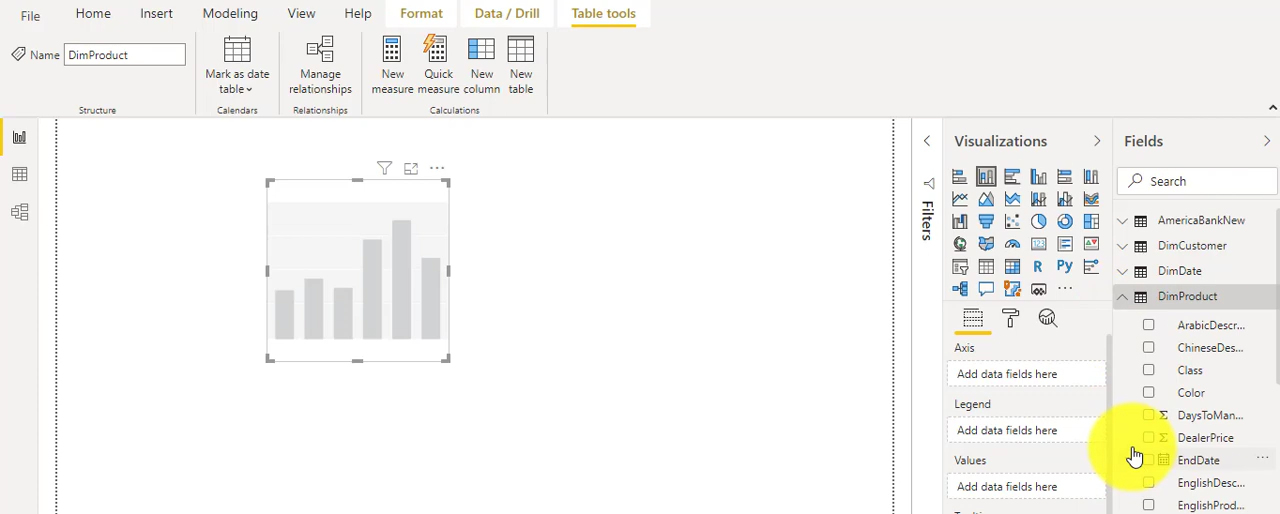 File
Home
Insert
Modeling
View
Help
Format
Data / Drill
Table tools
Name
DimProduct
Mark as date
table
Manage
relationships
New
measure
Quick
measure
New
column
New
table
Structure
Calendars
Relationships
Calculations
Filters
Visualizations
R
Py
123
Axis
Add data fields here
Legend
Add data fields here
Values
Add data fields here
Fields
Search
AmericaBankNew
DimCustomer
DimDate
DimProduct
ArabicDescr...
ChineseDes...
Class
Color
Σ DaysToMan...
Σ DealerPrice
EndDate
EnglishDesc...
EnglishProd...